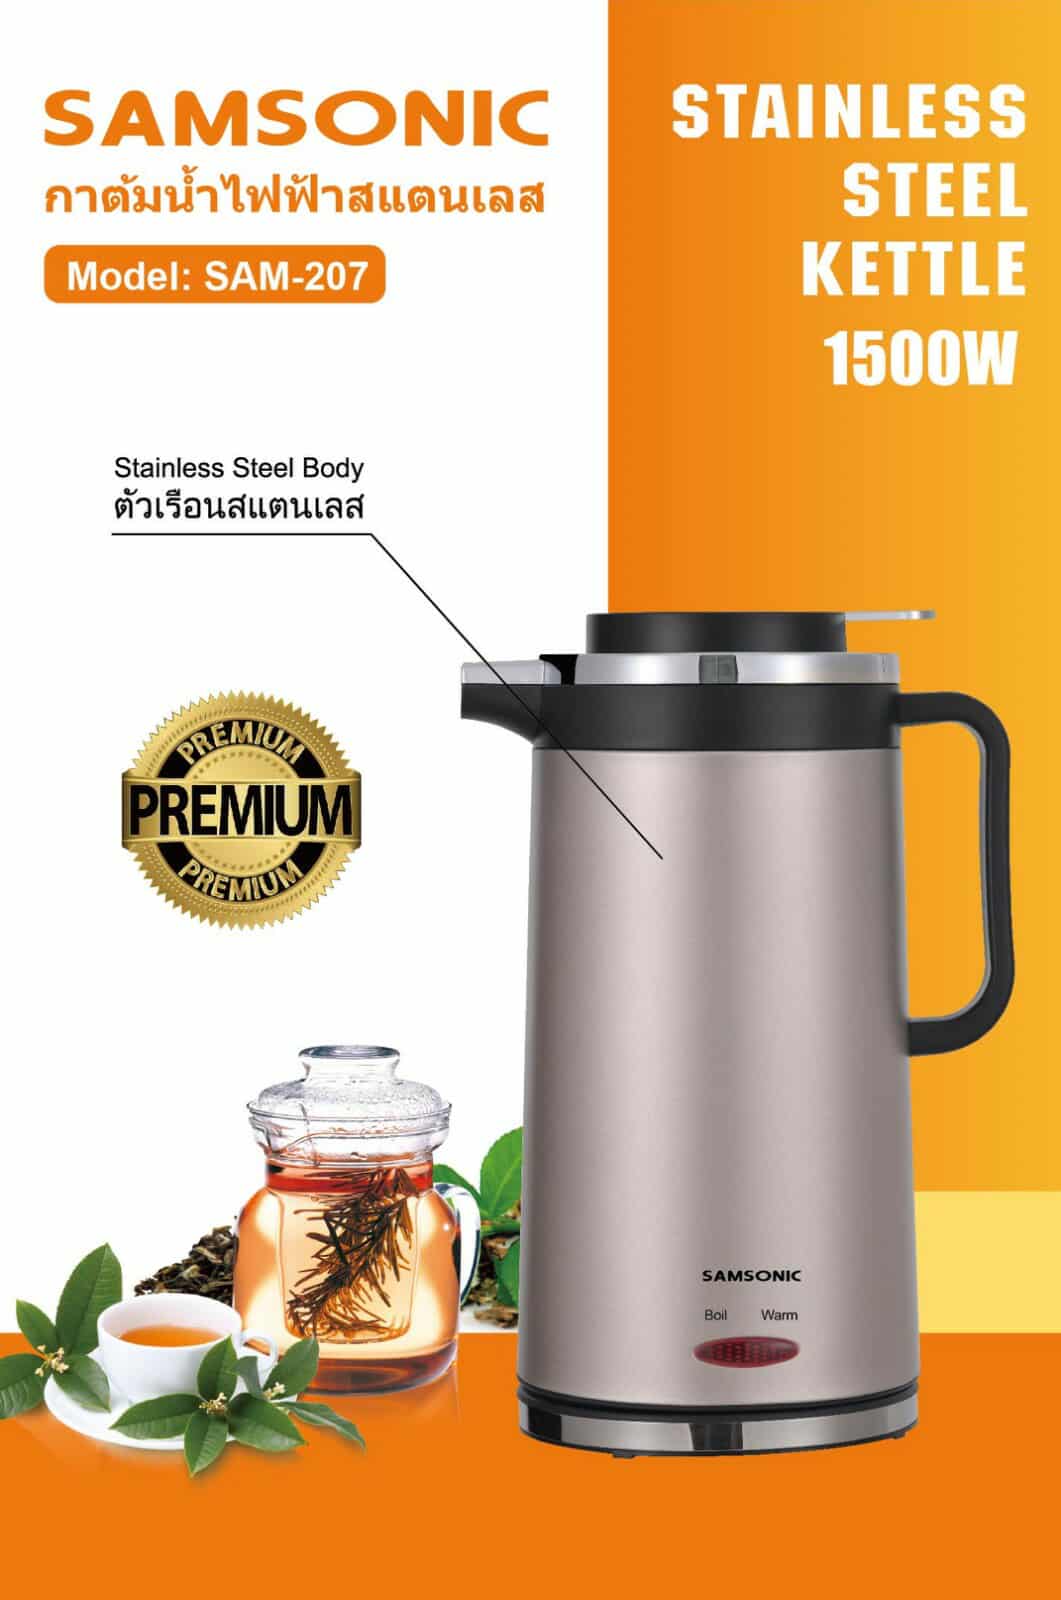 SAMSONIC
กาต้มน้ำไฟฟ้าสแตนเลส
Model: SAM-207
STAINLESS
STEEL
KETTLE
1500W
Stainless Steel Body
ตัวเรือนสแตนเลส
PREMIUM
PREMIUM
PREMIUM
SAMSONIC
Boil Warm